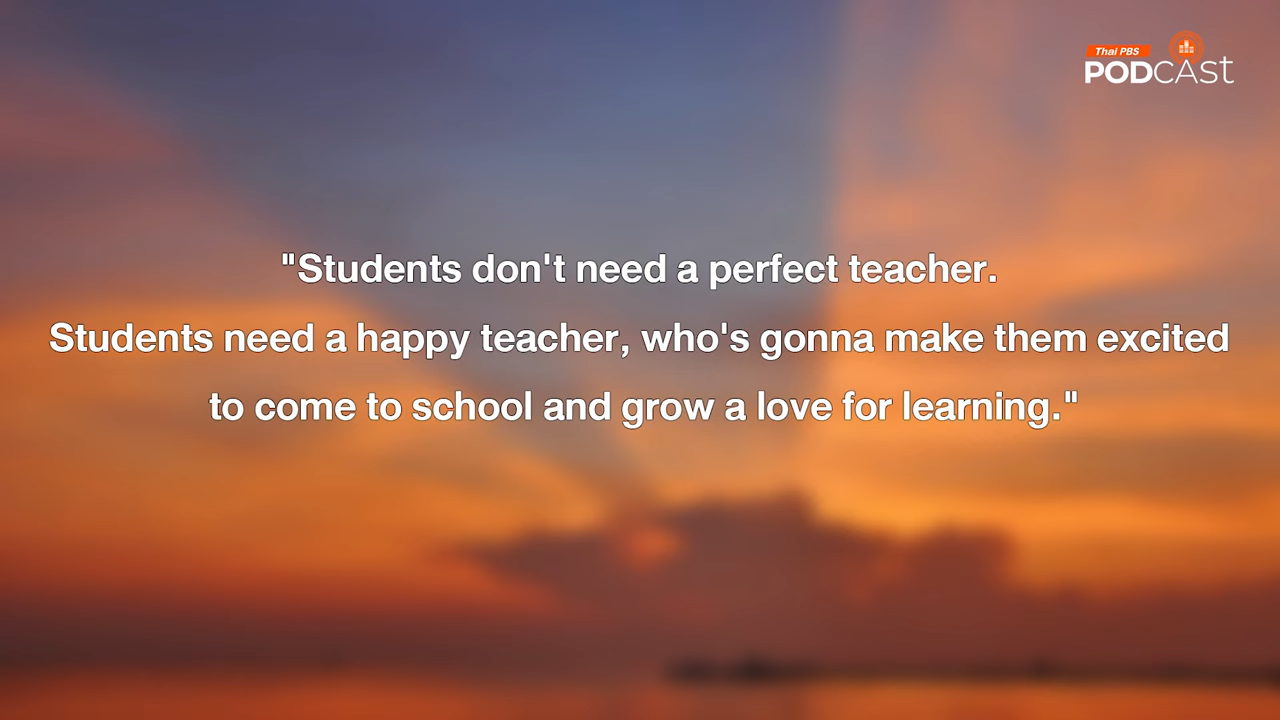 Thai PBS
PODCAST
"Students don't need a perfect teacher.
Students need a happy teacher, who's gonna make them excited
to come to school and grow a love for learning."